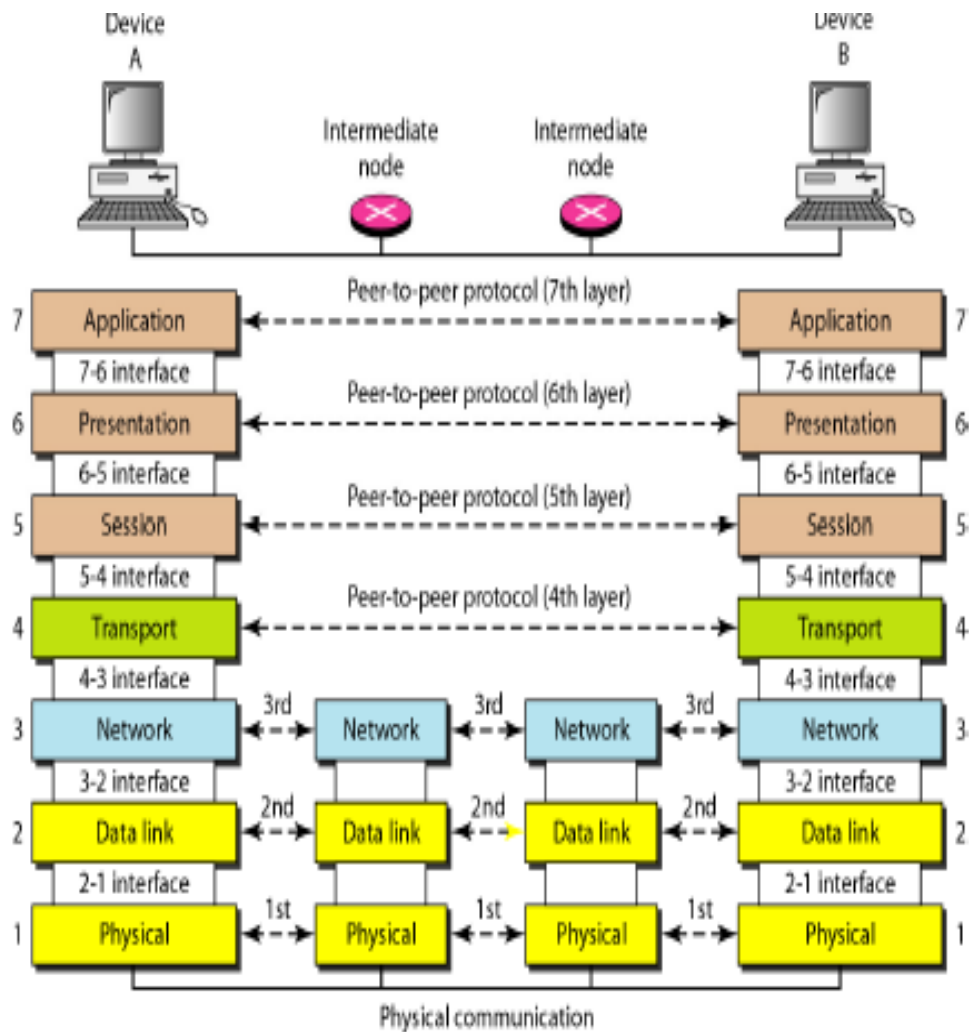 Device
A
Device
B
Intermediate
node
Intermediate
node
Peer-to-peer protocol (7th layer)
7 Application
Application 7
7-6 interface
7-6 interface
Peer-to-peer protocol (6th layer)
6 Presentation
Presentation 6
6-5 interface
6-5 interface
Peer-to-peer protocol (5th layer)
5 Session
Session 5
5-4 interface
5-4 interface
Peer-to-peer protocol (4th layer)
4 Transport
Transport 4
4-3 interface
4-3 interface
3rd 3rd 3rd
3 Network Network Network Network 3
3-2 interface
3-2 interface
2nd 2nd 2nd
2 Data link Data link Data link Data link 2
2-1 interface
2-1 interface
1st 1st 1st
1 Physical Physical Physical Physical 1
Physical communication